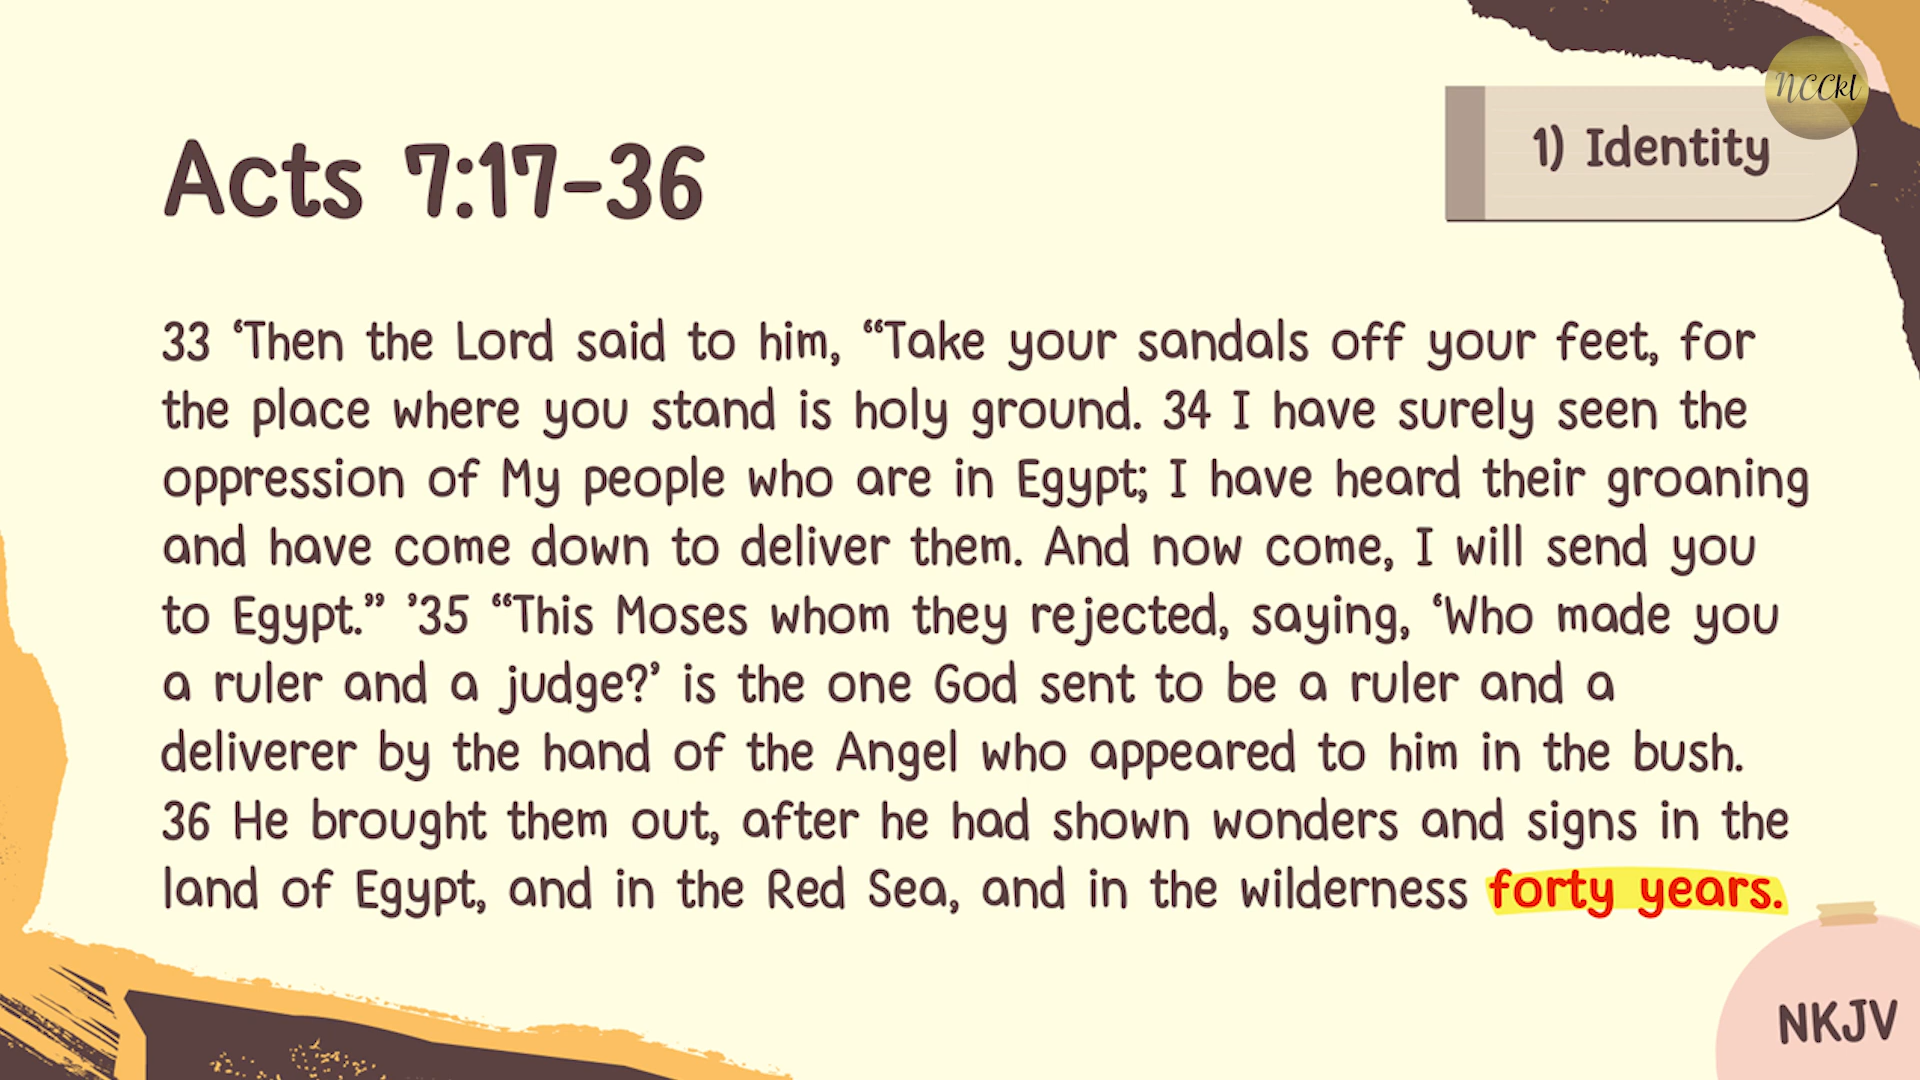 NCCkl
1) Identity
Acts 7:17-36
33 ‘Then the Lord said to him, “Take your sandals off your feet, for
the place where you stand is holy ground. 34 I have surely seen the
oppression of My people who are in Egypt; I have heard their groaning
and have come down to deliver them. And now come, I will send you
to Egypt.” ’35 “This Moses whom they rejected, saying, ‘Who made you
a ruler and a judge?’ is the one God sent to be a ruler and a
deliverer by the hand of the Angel who appeared to him in the bush.
36 He brought them out, after he had shown wonders and signs in the
land of Egypt, and in the Red Sea, and in the wilderness forty years.
NKJV